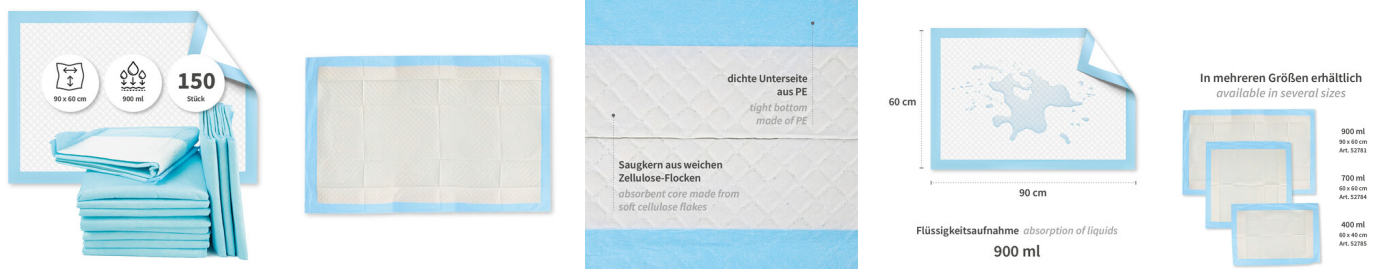 90 x 60 cm
900 ml
150
Stück
dichte Unterseite
aus PE
tight bottom
made of PE
Saugkern aus weichen
Zellulose-Flocken
absorbent core made from
soft cellulose flakes
60 cm
90 cm
Flüssigkeitsaufnahme absorption of liquids
900 ml
In mehreren Größen erhältlich
available in several sizes
900 ml
90 x 60 cm
Art. 52781
700 ml
60 x 60 cm
Art. 52784
400 ml
60 x 40 cm
Art. 52785